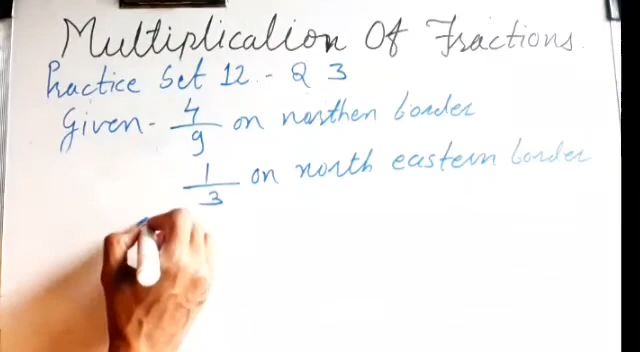 Multiplication Of Fractions
Practice Set 12 - Q 3
Given - 4/9 on northen border
1/3 on north eastern border